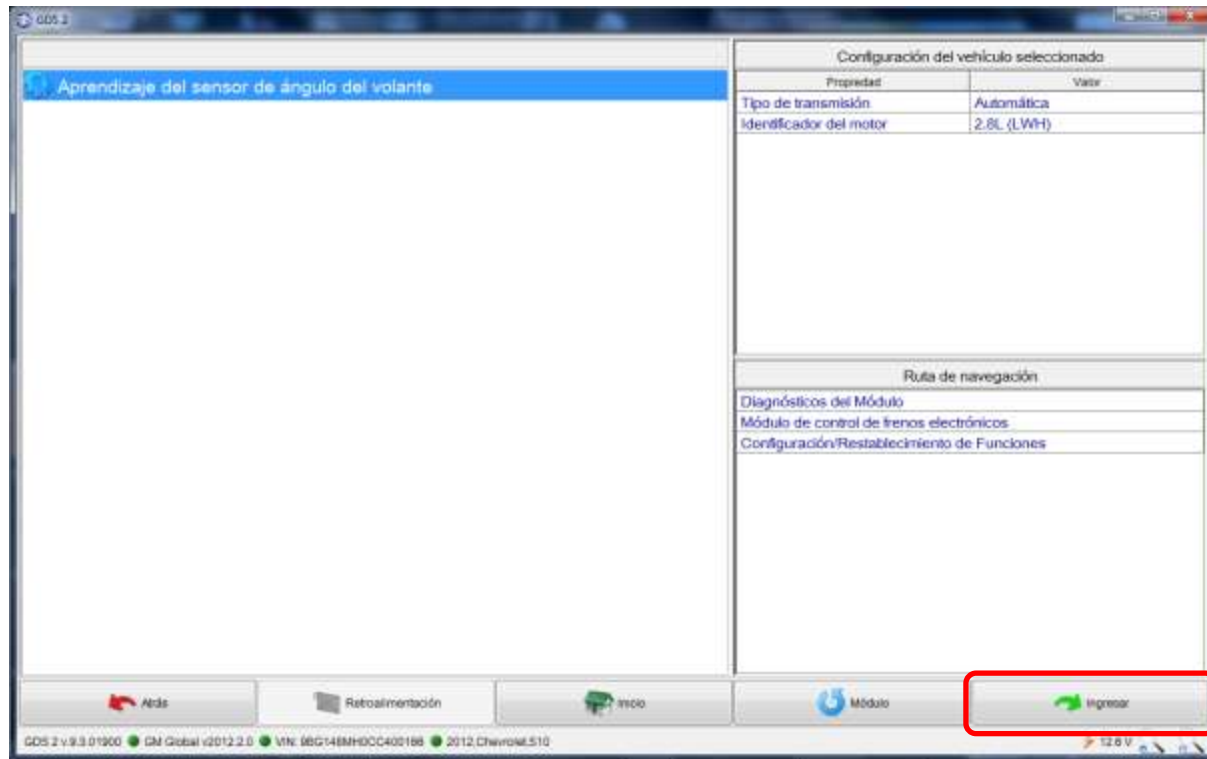 GDS 2
Configuración del vehículo seleccionado
Aprendizaje del sensor de ángulo del volante
Propiedad Valor
Tipo de transmisión Automática
Identificador del motor 2.8L (LWH)
Ruta de navegación
Diagnósticos del Módulo
Módulo de control de frenos electrónicos
Configuración/Restablecimiento de Funciones
Atrás Retroalimentación Inicio Módulo Ingresar
GDS 2 v.9.3.01900 GM Global v2012.2.0 VIN: 2012,Chevrolet,S10 12.6 V